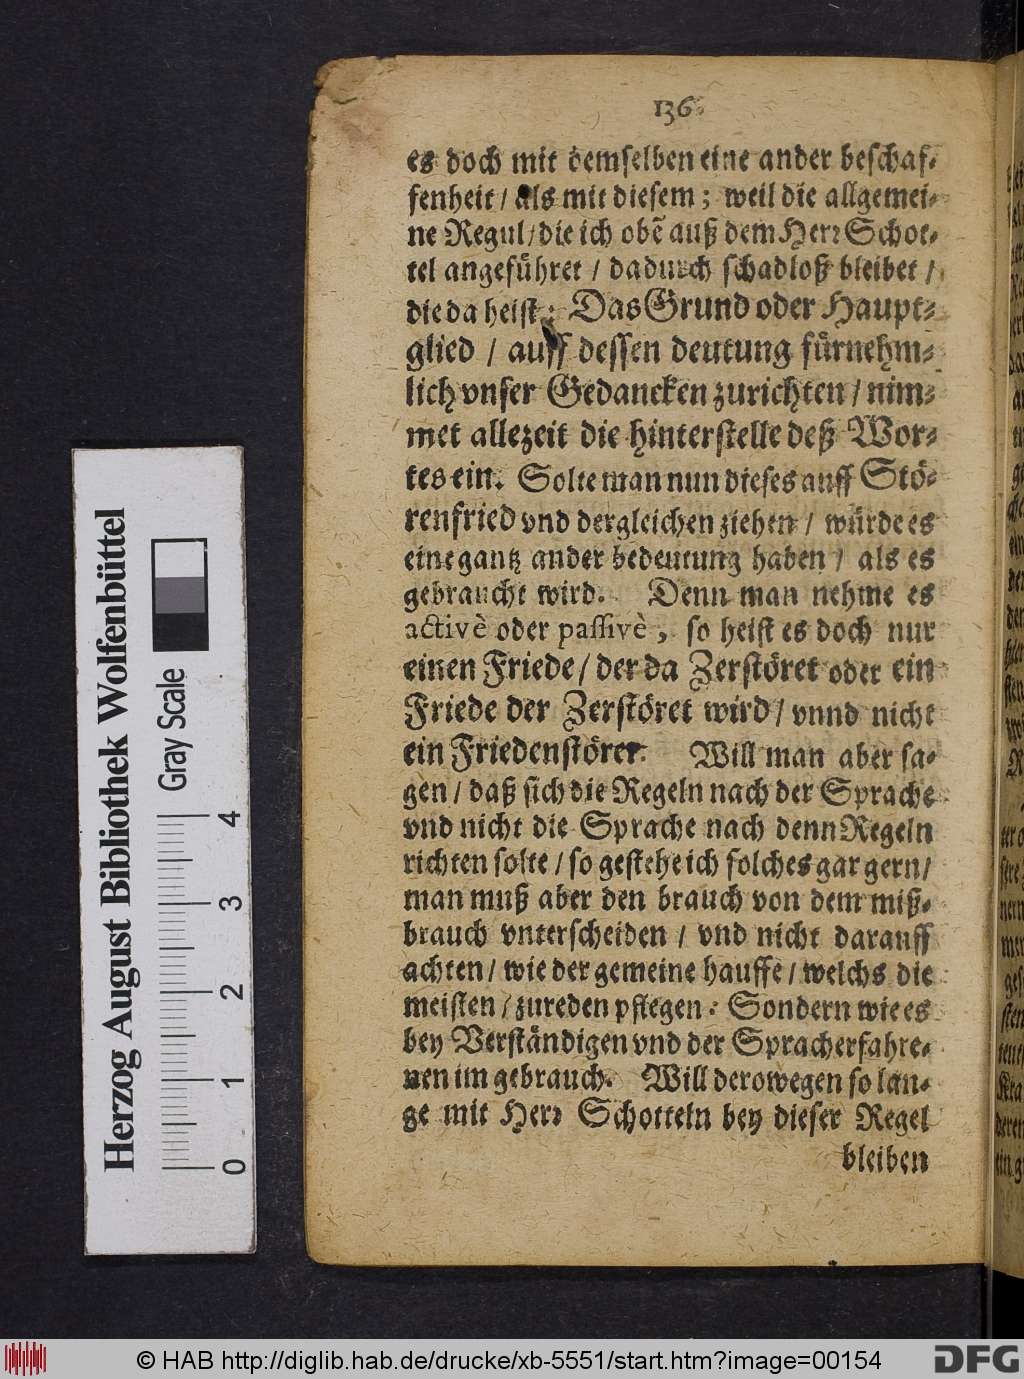 136.
es doch mit demselben eine ander beschaf-
fenheit / als mit diesem ; weil die allgemei-
ne Regul / die ich obẽ auß dem Herr Schot-
tel angeführet / dadurch schadloß bleibet /
die da heist : Das Grund oder Haupt-
glied / auff dessen deutung fürnehm-
lich vnser Gedancken zurichten / nim-
met allezeit die hinterstelle deß Wor-
tes ein. Solte man nun dieses auff Stö-
renfried vnd dergleichen ziehen / würde es
eine gantz ander bedeutung haben / als es
gebraucht wird. Denn man nehme es
activè oder passivè, so heist es doch nur
einen Friede / der da Zerstöret oder ein
Friede der Zerstöret wird / vnnd nicht
ein Friedenstörer. Will man aber sa-
gen / daß sich die Regeln nach der Sprache
vnd nicht die Sprache nach denn Regeln
richten solte / so gestehe ich solches gar gern /
man muß aber den brauch von dem miß-
brauch vnterscheiden / vnd nicht darauff
achten / wie der gemeine hauffe / welchs die
meisten / zureden pflegen : Sondern wie es
bey Verständigen vnd der Spracherfahre-
nen im gebrauch. Will derowegen so lan-
ge mit Herr Schotteln bey dieser Regel
bleiben
Herzog August Bibliothek Wolfenbüttel
Gray Scale
0 1 2 3 4
© HAB http://diglib.hab.de/drucke/xb-5551/start.htm?image=00154
DFG